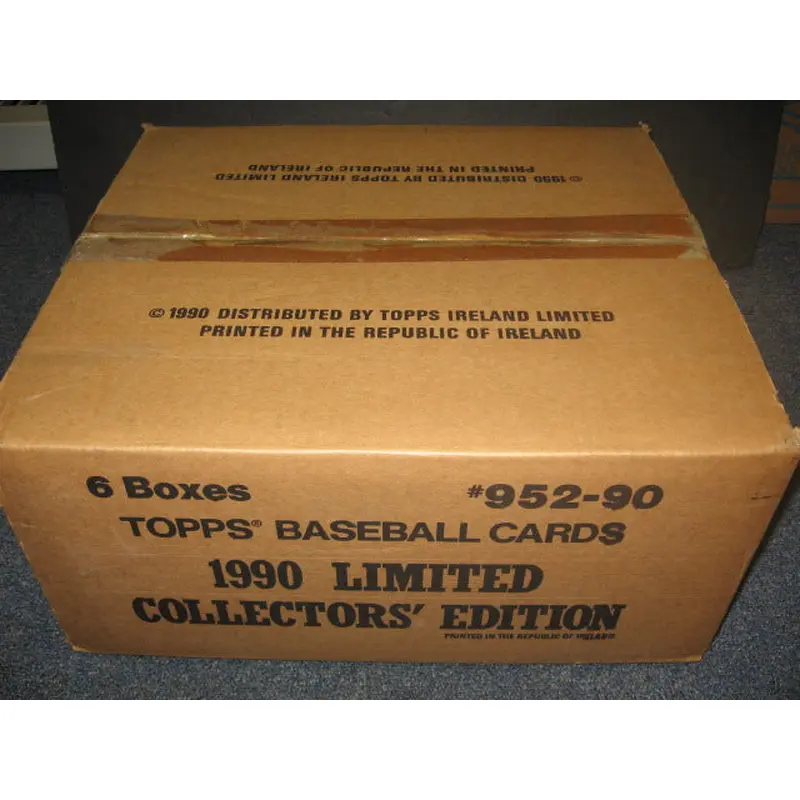 PRINTED IN THE REPUBLIC OF IRELAND
© 1990 DISTRIBUTED BY TOPPS IRELAND LIMITED
© 1990 DISTRIBUTED BY TOPPS IRELAND LIMITED
PRINTED IN THE REPUBLIC OF IRELAND
6 Boxes #952-90
TOPPS® BASEBALL CARDS
1990 LIMITED
COLLECTORS' EDITION
PRINTED IN THE REPUBLIC OF IRELAND